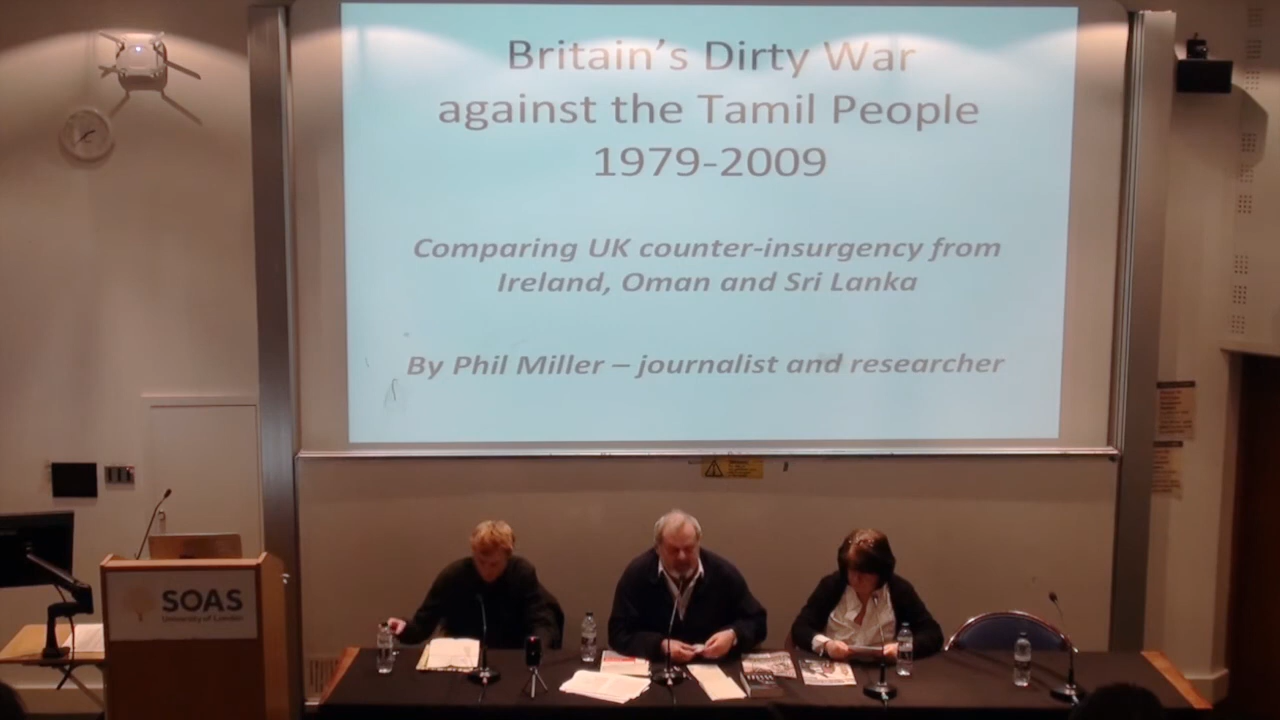 Britain's Dirty War
against the Tamil People
1979-2009
Comparing UK counter-insurgency from
Ireland, Oman and Sri Lanka
By Phil Miller – journalist and researcher
SOAS
University of London